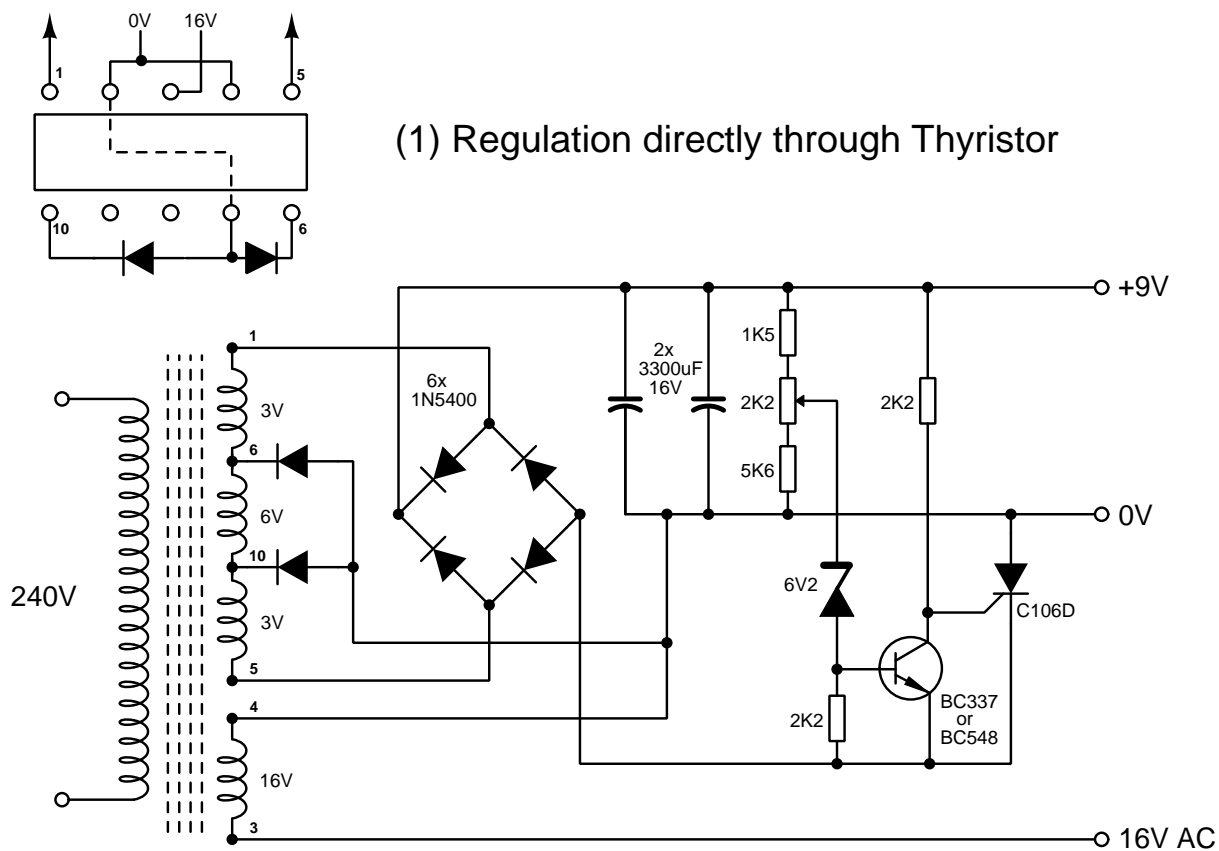 0V 16V
1 5
(1) Regulation directly through Thyristor
10 6
+9V
1
1K5
2x
3300uF
16V
6x
1N5400
3V
2K2
2K2
6
5K6
6V
0V
10
240V
6V2
C106D
3V
5
4
BC337
or
BC548
2K2
16V
3
16V AC